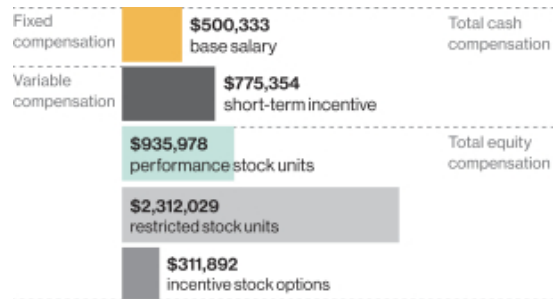 Fixed
compensation
$500,333
base salary
Total cash
compensation
Variable
compensation
$775,354
short-term incentive
$935,978
performance stock units
Total equity
compensation
$2,312,029
restricted stock units
$311,892
incentive stock options